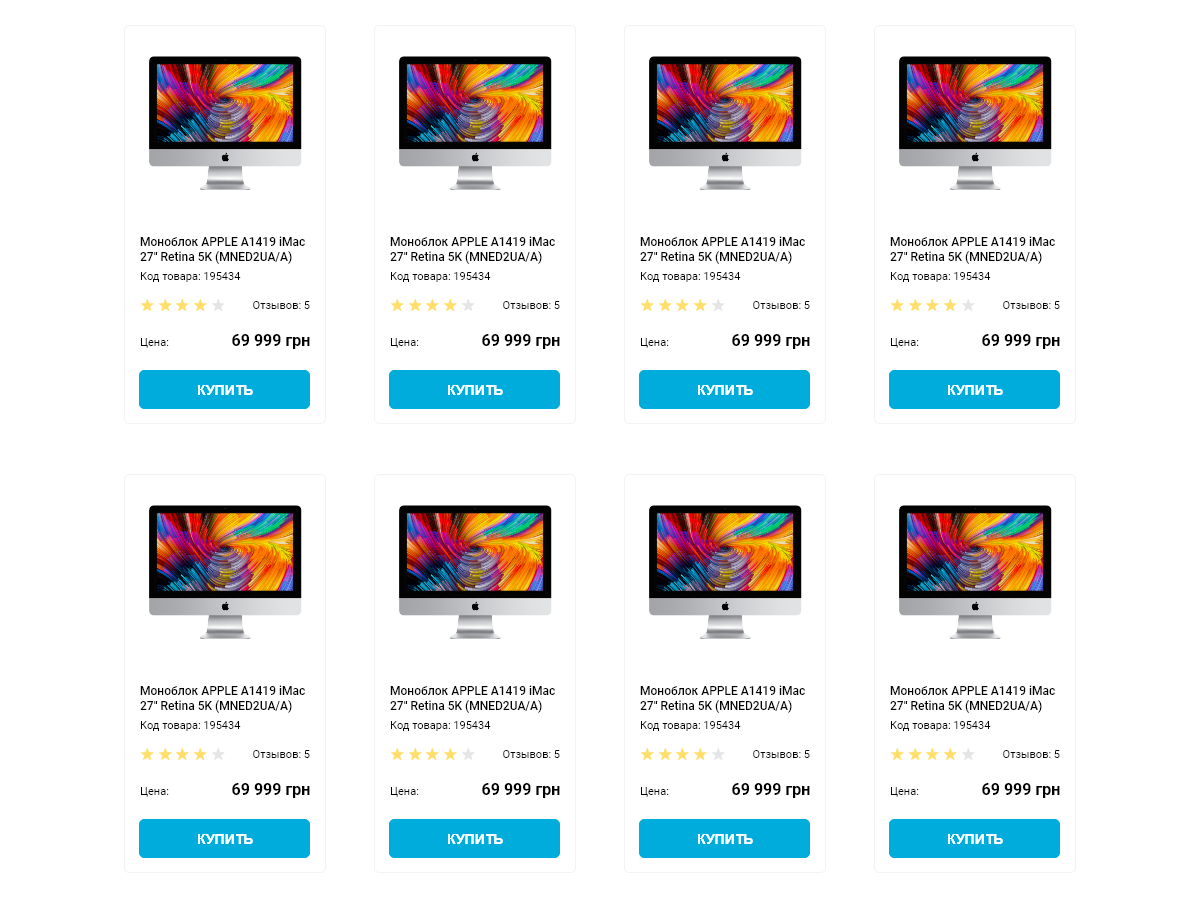 Моноблок APPLE A1419 iMac
27" Retina 5K (MNED2UA/A)
Код товара: 195434
Отзывов: 5
Цена: 69 999 грн
КУПИТЬ
Моноблок APPLE A1419 iMac
27" Retina 5K (MNED2UA/A)
Код товара: 195434
Отзывов: 5
Цена: 69 999 грн
КУПИТЬ
Моноблок APPLE A1419 iMac
27" Retina 5K (MNED2UA/A)
Код товара: 195434
Отзывов: 5
Цена: 69 999 грн
КУПИТЬ
Моноблок APPLE A1419 iMac
27" Retina 5K (MNED2UA/A)
Код товара: 195434
Отзывов: 5
Цена: 69 999 грн
КУПИТЬ
Моноблок APPLE A1419 iMac
27" Retina 5K (MNED2UA/A)
Код товара: 195434
Отзывов: 5
Цена: 69 999 грн
КУПИТЬ
Моноблок APPLE A1419 iMac
27" Retina 5K (MNED2UA/A)
Код товара: 195434
Отзывов: 5
Цена: 69 999 грн
КУПИТЬ
Моноблок APPLE A1419 iMac
27" Retina 5K (MNED2UA/A)
Код товара: 195434
Отзывов: 5
Цена: 69 999 грн
КУПИТЬ
Моноблок APPLE A1419 iMac
27" Retina 5K (MNED2UA/A)
Код товара: 195434
Отзывов: 5
Цена: 69 999 грн
КУПИТЬ